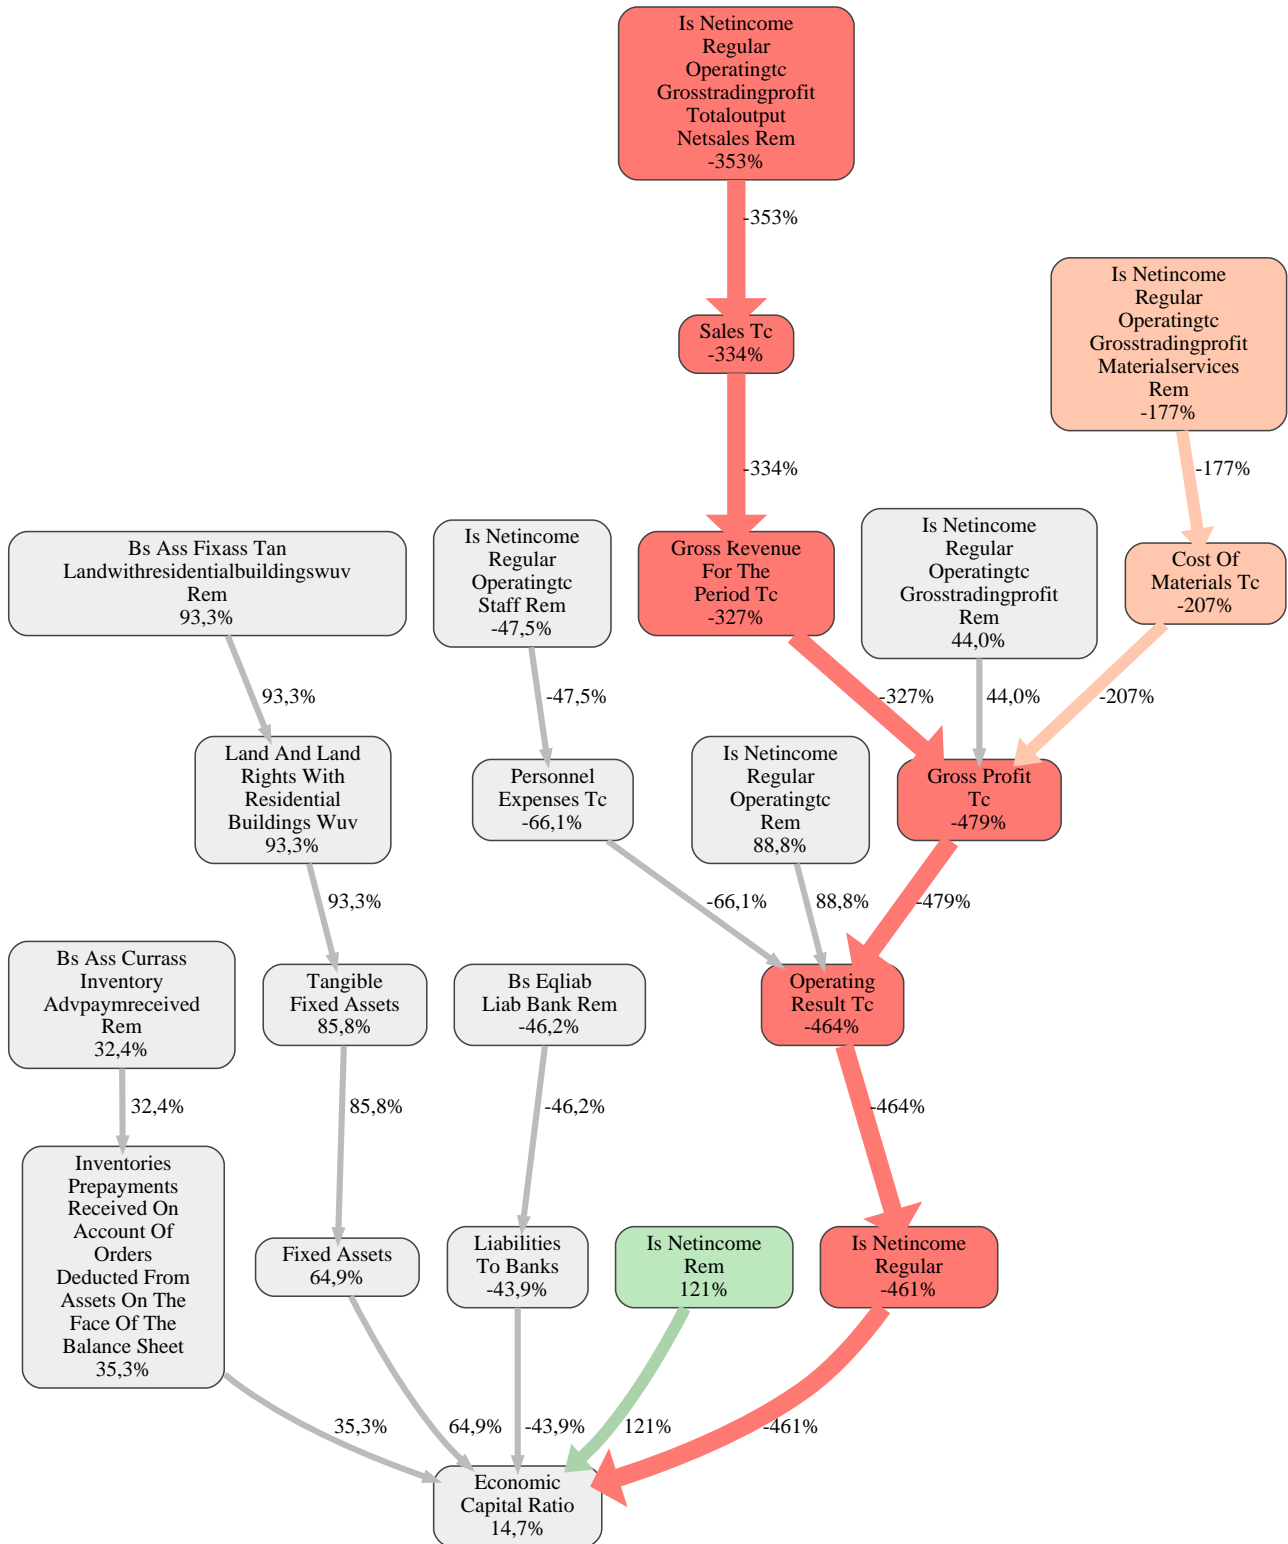 Is Netincome
Regular
Operatingtc
Grosstradingprofit
Totaloutput
Netsales Rem
-353%
-353%
Is Netincome
Regular
Operatingtc
Grosstradingprofit
Materialservices
Rem
-177%
Sales Tc
-334%
-334%
-177%
Bs Ass Fixass Tan
Landwithresidentialbuildingswuv
Rem
93,3%
Is Netincome
Regular
Operatingtc
Staff Rem
-47,5%
Gross Revenue
For The
Period Tc
-327%
Is Netincome
Regular
Operatingtc
Grosstradingprofit
Rem
44,0%
Cost Of
Materials Tc
-207%
93,3%
-47,5%
-327%
44,0%
-207%
Land And Land
Rights With
Residential
Buildings Wuv
93,3%
Personnel
Expenses Tc
-66,1%
Is Netincome
Regular
Operatingtc
Rem
88,8%
Gross Profit
Tc
-479%
93,3%
-66,1%
88,8%
-479%
Bs Ass Currass
Inventory
Advpaymreceived
Rem
32,4%
Tangible
Fixed Assets
85,8%
Bs Eqliab
Liab Bank Rem
-46,2%
Operating
Result Tc
-464%
32,4%
85,8%
-46,2%
-464%
Inventories
Prepayments
Received On
Account Of
Orders
Deducted From
Assets On The
Face Of The
Balance Sheet
35,3%
Fixed Assets
64,9%
Liabilities
To Banks
-43,9%
Is Netincome
Rem
121%
Is Netincome
Regular
-461%
35,3%
64,9%
-43,9%
121%
-461%
Economic
Capital Ratio
14,7%